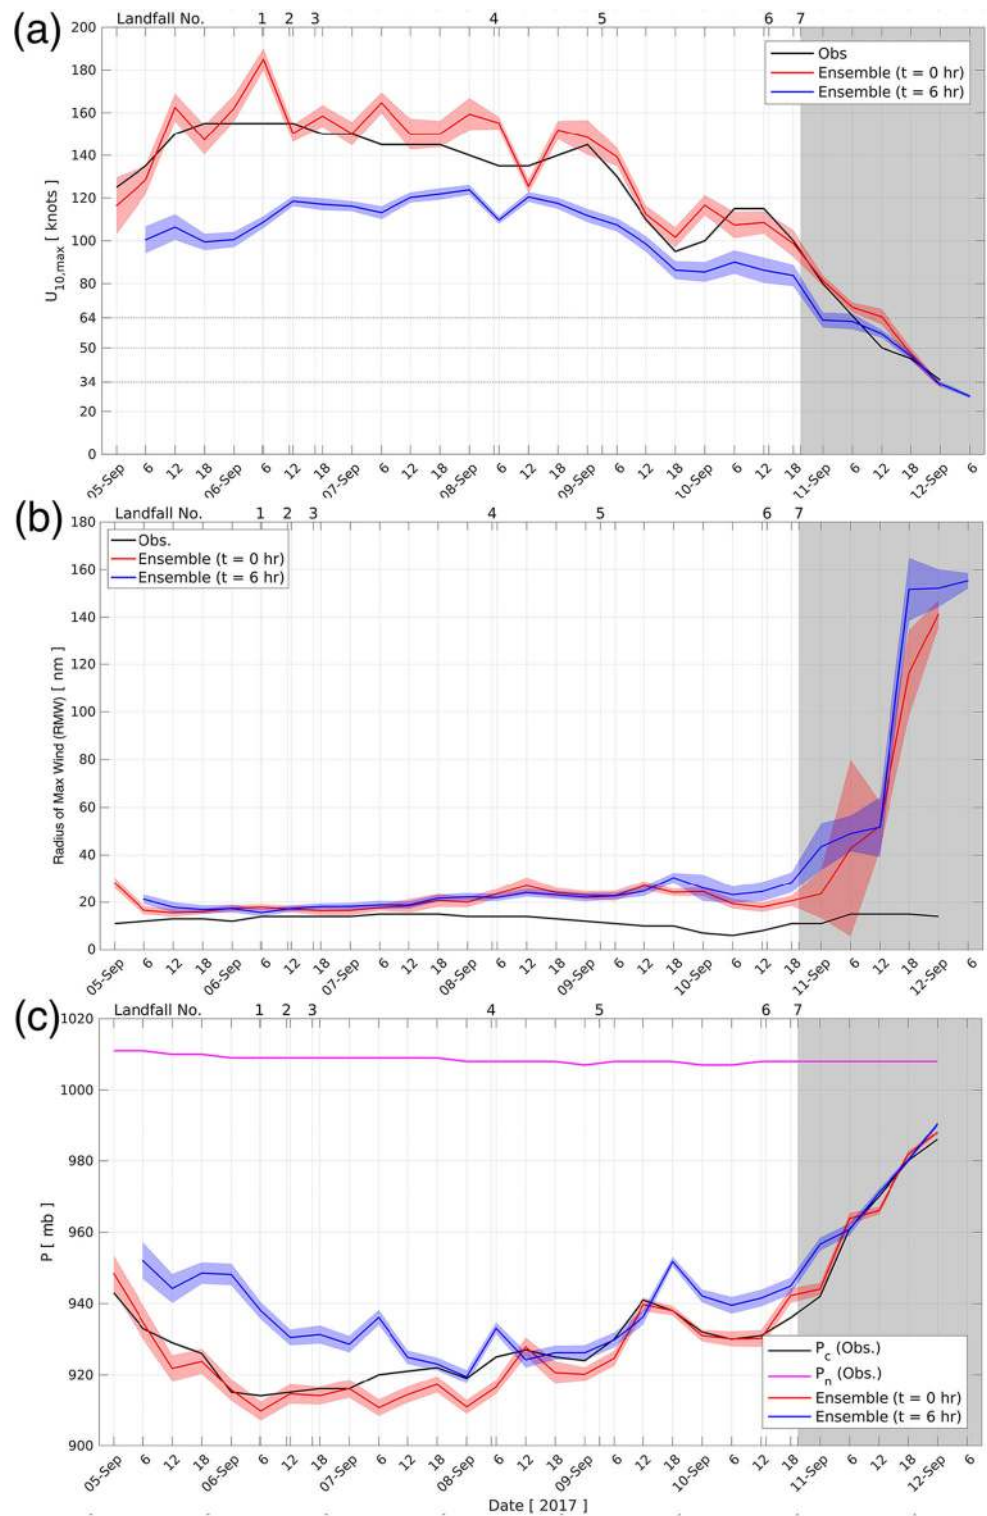 (a)
Landfall No. 1 2 3 4 5 6 7
200
180
160
140
120
100
80
64
50
34
20
0
U10,max [ knots ]
Obs
Ensemble (t = 0 hr)
Ensemble (t = 6 hr)
05-Sep 6 12 18 06-Sep 6 12 18 07-Sep 6 12 18 08-Sep 6 12 18 09-Sep 6 12 18 10-Sep 6 12 18 11-Sep 6 12 18 12-Sep 6
(b)
Landfall No. 1 2 3 4 5 6 7
180
160
140
120
100
80
60
40
20
0
Radius of Max Wind (RMW) [ nm ]
Obs.
Ensemble (t = 0 hr)
Ensemble (t = 6 hr)
05-Sep 6 12 18 06-Sep 6 12 18 07-Sep 6 12 18 08-Sep 6 12 18 09-Sep 6 12 18 10-Sep 6 12 18 11-Sep 6 12 18 12-Sep 6
(c)
Landfall No. 1 2 3 4 5 6 7
1020
1000
980
960
940
920
900
P [ mb ]
Pc (Obs.)
Pn (Obs.)
Ensemble (t = 0 hr)
Ensemble (t = 6 hr)
05-Sep 6 12 18 06-Sep 6 12 18 07-Sep 6 12 18 08-Sep 6 12 18 09-Sep 6 12 18 10-Sep 6 12 18 11-Sep 6 12 18 12-Sep 6
Date [ 2017 ]